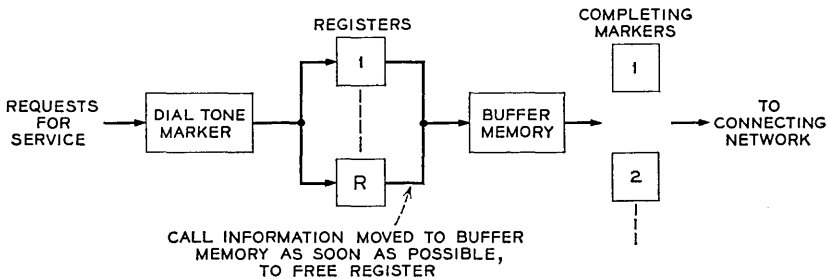 REGISTERS
COMPLETING
MARKERS
1
1
REQUESTS
FOR
SERVICE
DIAL TONE
MARKER
BUFFER
MEMORY
TO
CONNECTING
NETWORK
R
2
CALL INFORMATION MOVED TO BUFFER
MEMORY AS SOON AS POSSIBLE,
TO FREE REGISTER